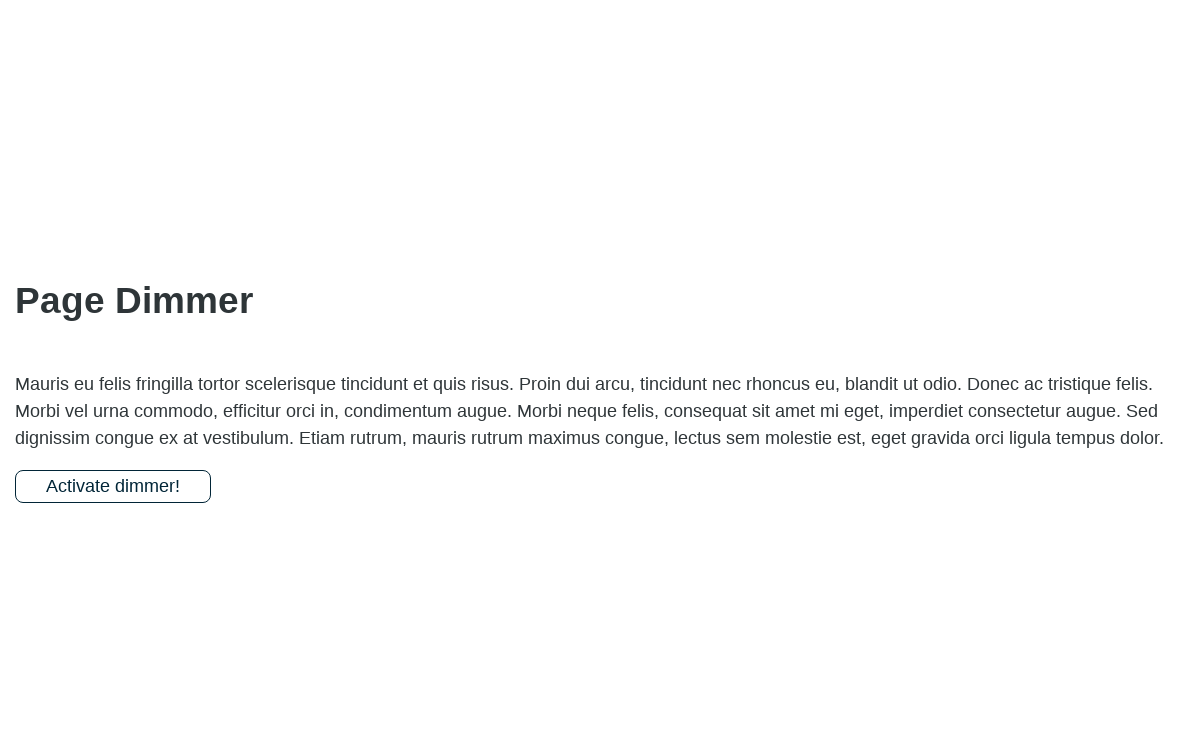 Page Dimmer
Mauris eu felis fringilla tortor scelerisque tincidunt et quis risus. Proin dui arcu, tincidunt nec rhoncus eu, blandit ut odio. Donec ac tristique felis.
Morbi vel urna commodo, efficitur orci in, condimentum augue. Morbi neque felis, consequat sit amet mi eget, imperdiet consectetur augue. Sed
dignissim congue ex at vestibulum. Etiam rutrum, mauris rutrum maximus congue, lectus sem molestie est, eget gravida orci ligula tempus dolor.
Activate dimmer!